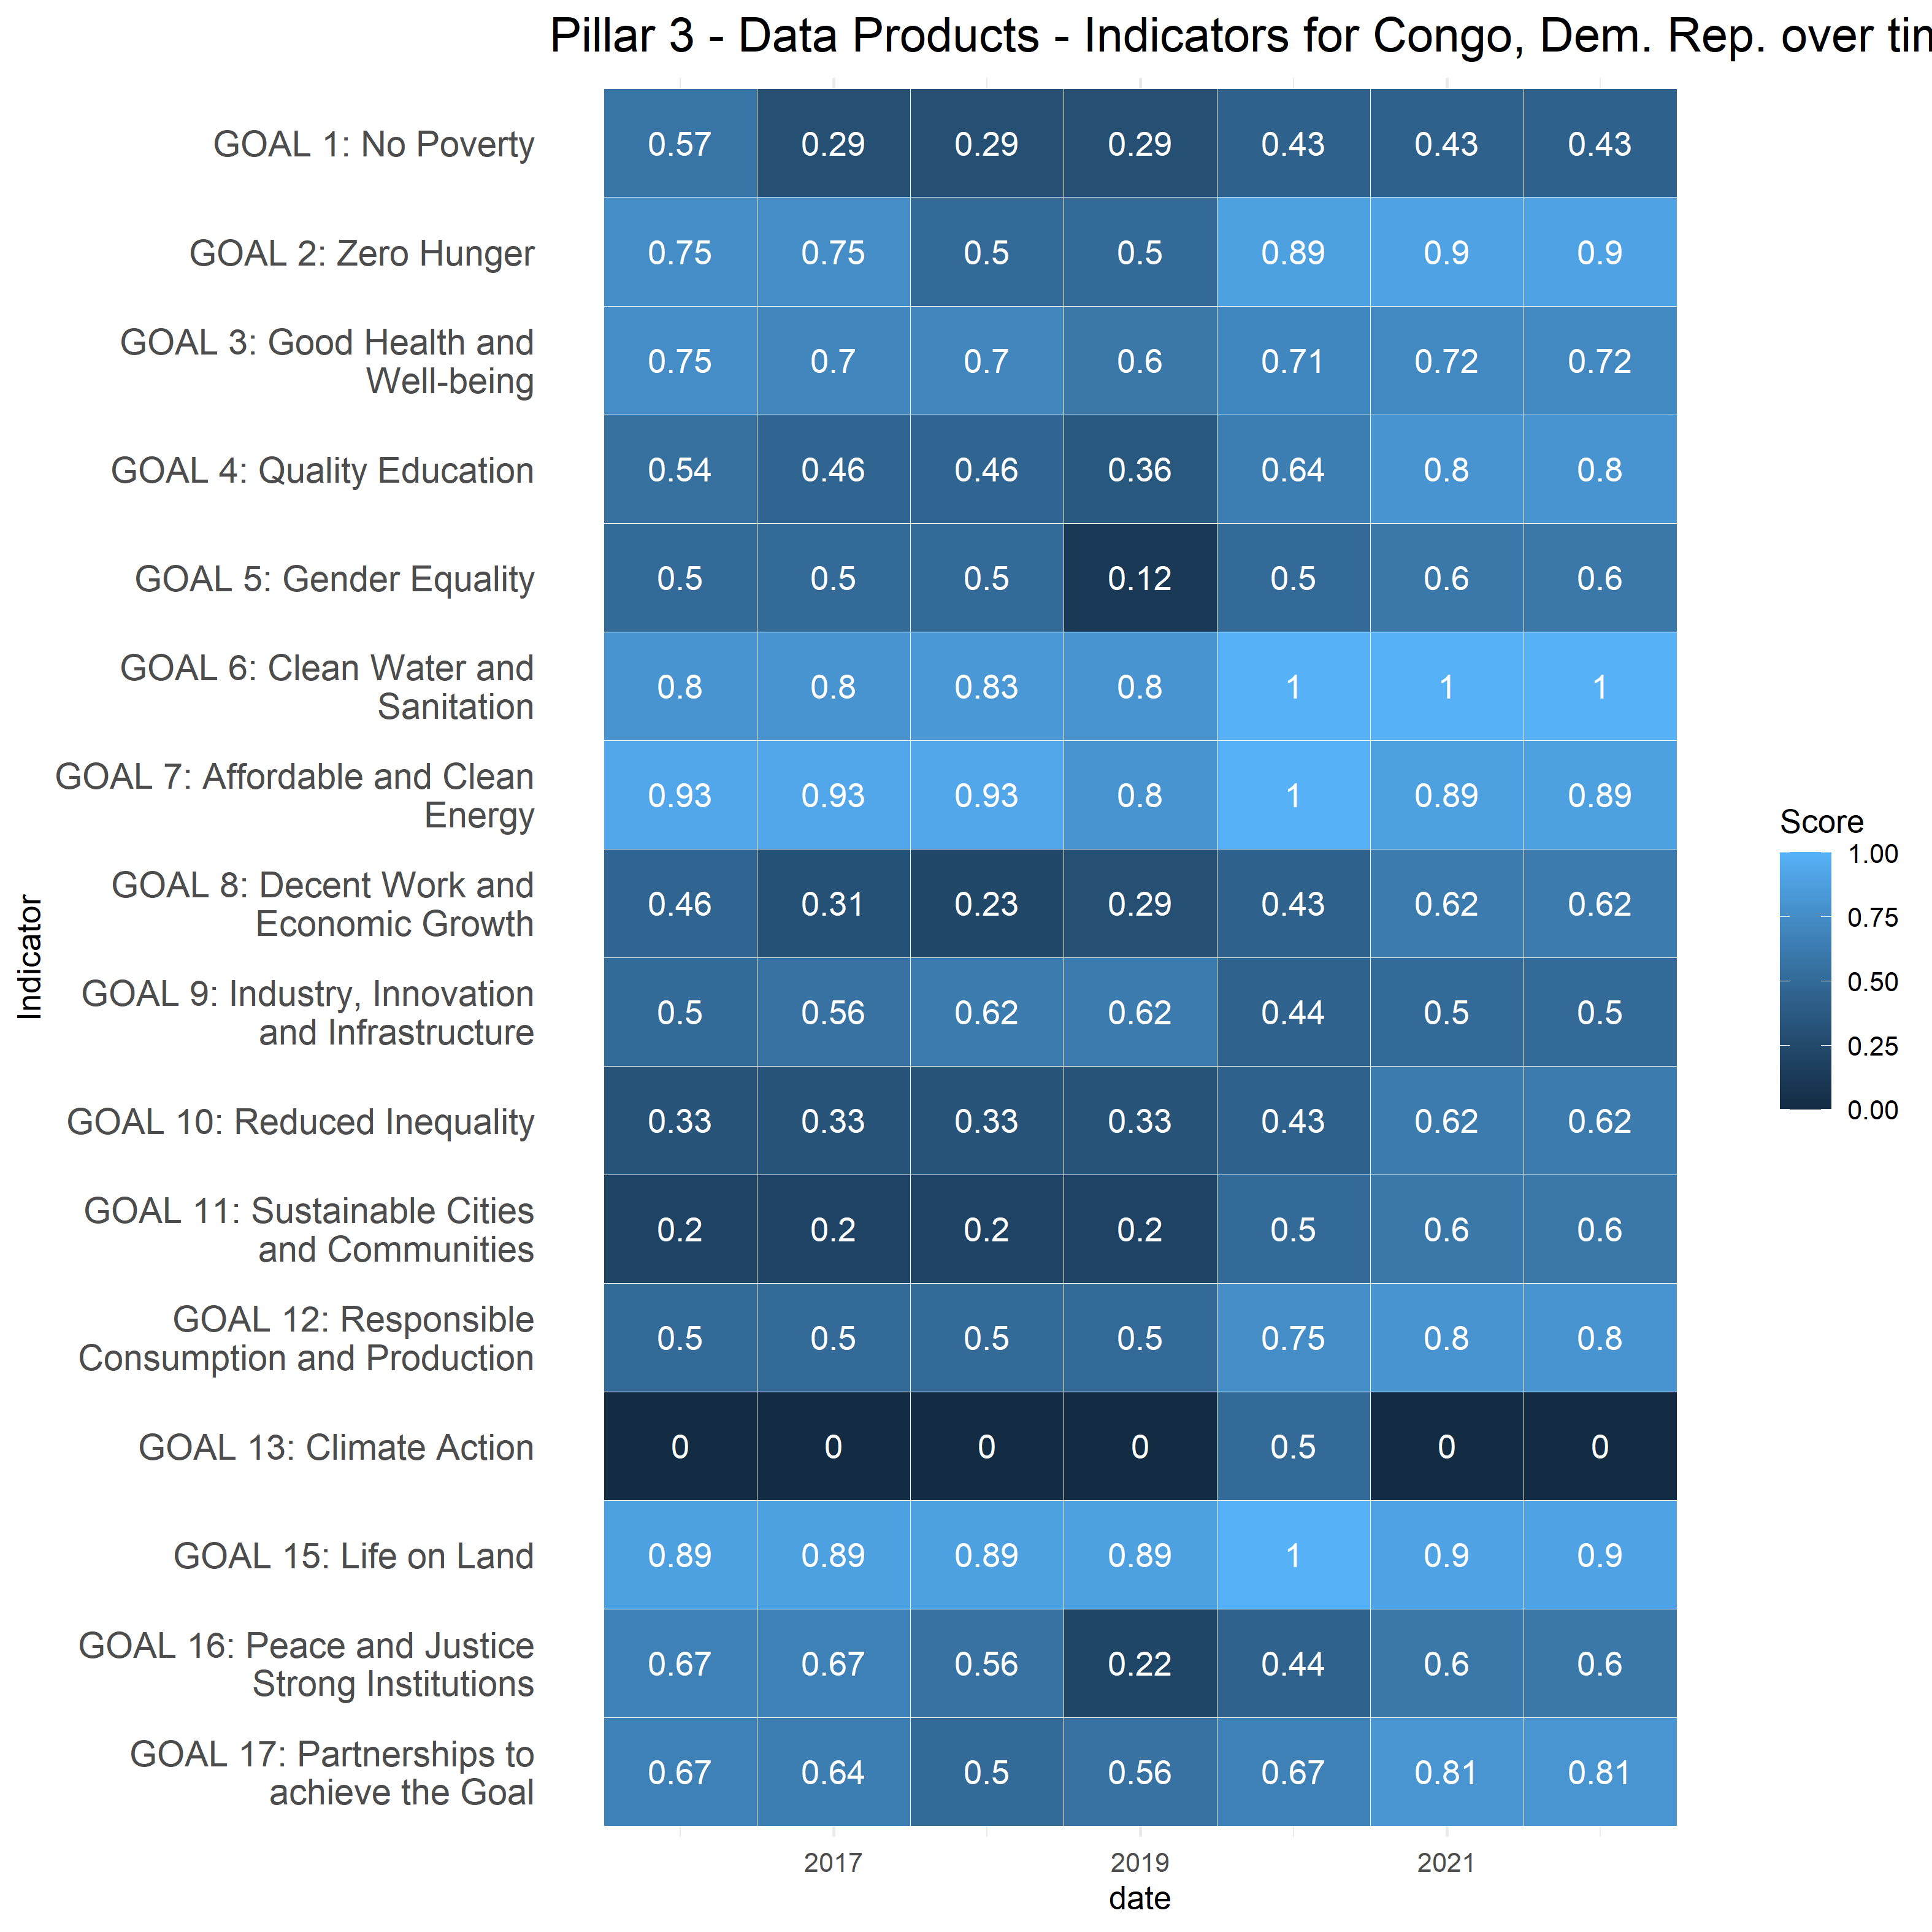 Pillar 3 - Data Products - Indicators for Congo, Dem. Rep. over tin
GOAL 1: No Poverty 0.57 0.29 0.29 0.29 0.43 0.43 0.43
GOAL 2: Zero Hunger 0.75 0.75 0.5 0.5 0.89 0.9 0.9
GOAL 3: Good Health and
Well-being
0.75 0.7 0.7 0.6 0.71 0.72 0.72
GOAL 4: Quality Education 0.54 0.46 0.46 0.36 0.64 0.8 0.8
GOAL 5: Gender Equality 0.5 0.5 0.5 0.12 0.5 0.6 0.6
GOAL 6: Clean Water and
Sanitation
0.8 0.8 0.83 0.8 1 1 1
GOAL 7: Affordable and Clean
Energy
0.93 0.93 0.93 0.8 1 0.89 0.89
GOAL 8: Decent Work and
Economic Growth
0.46 0.31 0.23 0.29 0.43 0.62 0.62
GOAL 9: Industry, Innovation
and Infrastructure
0.5 0.56 0.62 0.62 0.44 0.5 0.5
GOAL 10: Reduced Inequality 0.33 0.33 0.33 0.33 0.43 0.62 0.62
GOAL 11: Sustainable Cities
and Communities
0.2 0.2 0.2 0.2 0.5 0.6 0.6
GOAL 12: Responsible
Consumption and Production
0.5 0.5 0.5 0.5 0.75 0.8 0.8
GOAL 13: Climate Action 0 0 0 0 0.5 0 0
GOAL 15: Life on Land 0.89 0.89 0.89 0.89 1 0.9 0.9
GOAL 16: Peace and Justice
Strong Institutions
0.67 0.67 0.56 0.22 0.44 0.6 0.6
GOAL 17: Partnerships to
achieve the Goal
0.67 0.64 0.5 0.56 0.67 0.81 0.81
2017 2019 2021
date
Indicator
Score
1.00
0.75
0.50
0.25
0.00